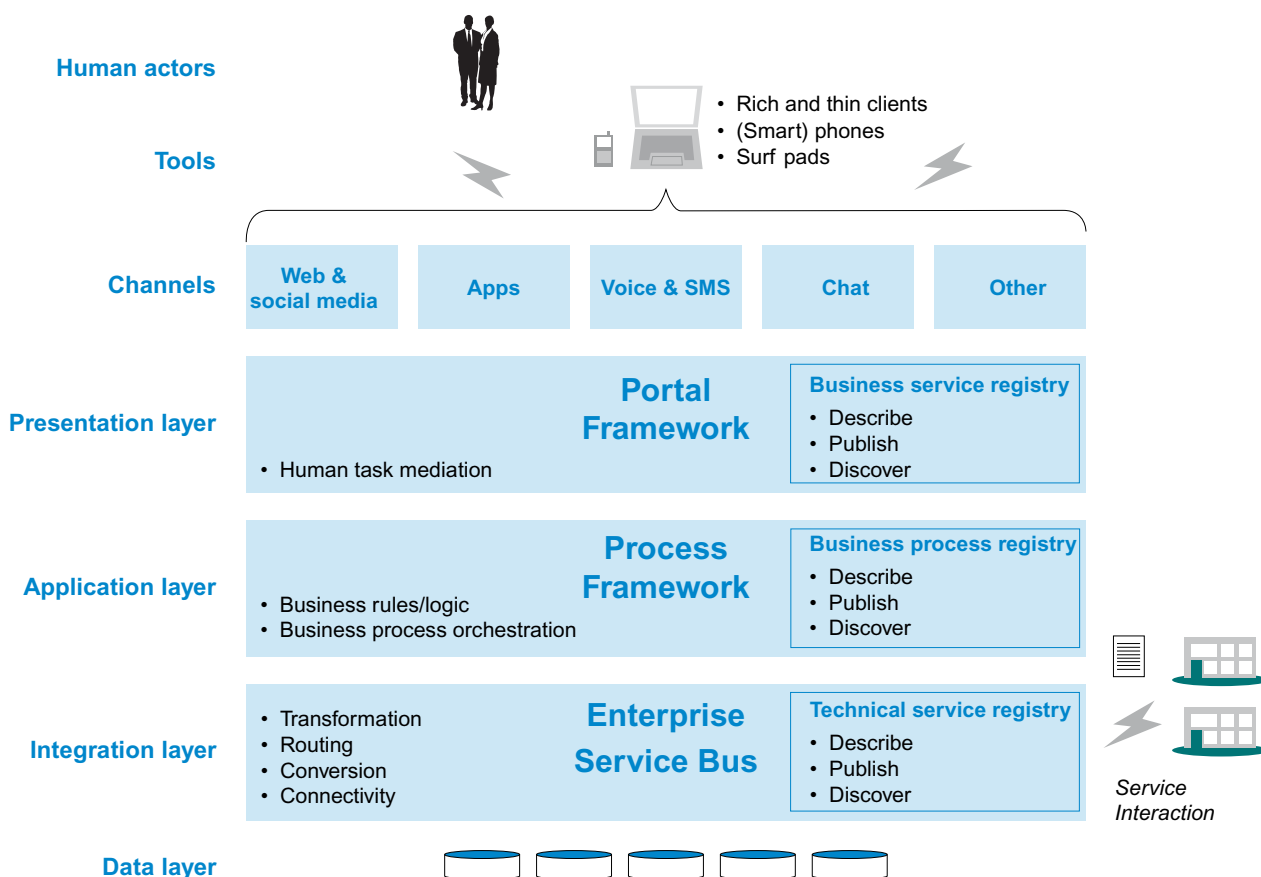 Human actors
• Rich and thin clients
• (Smart) phones
• Surf pads
Tools
Channels
Web &
social media
Apps
Voice & SMS
Chat
Other
Presentation layer
• Human task mediation
Portal
Framework
Business service registry
• Describe
• Publish
• Discover
Application layer
• Business rules/logic
• Business process orchestration
Process
Framework
Business process registry
• Describe
• Publish
• Discover
Integration layer
• Transformation
• Routing
• Conversion
• Connectivity
Enterprise
Service Bus
Technical service registry
• Describe
• Publish
• Discover
Service
Interaction
Data layer